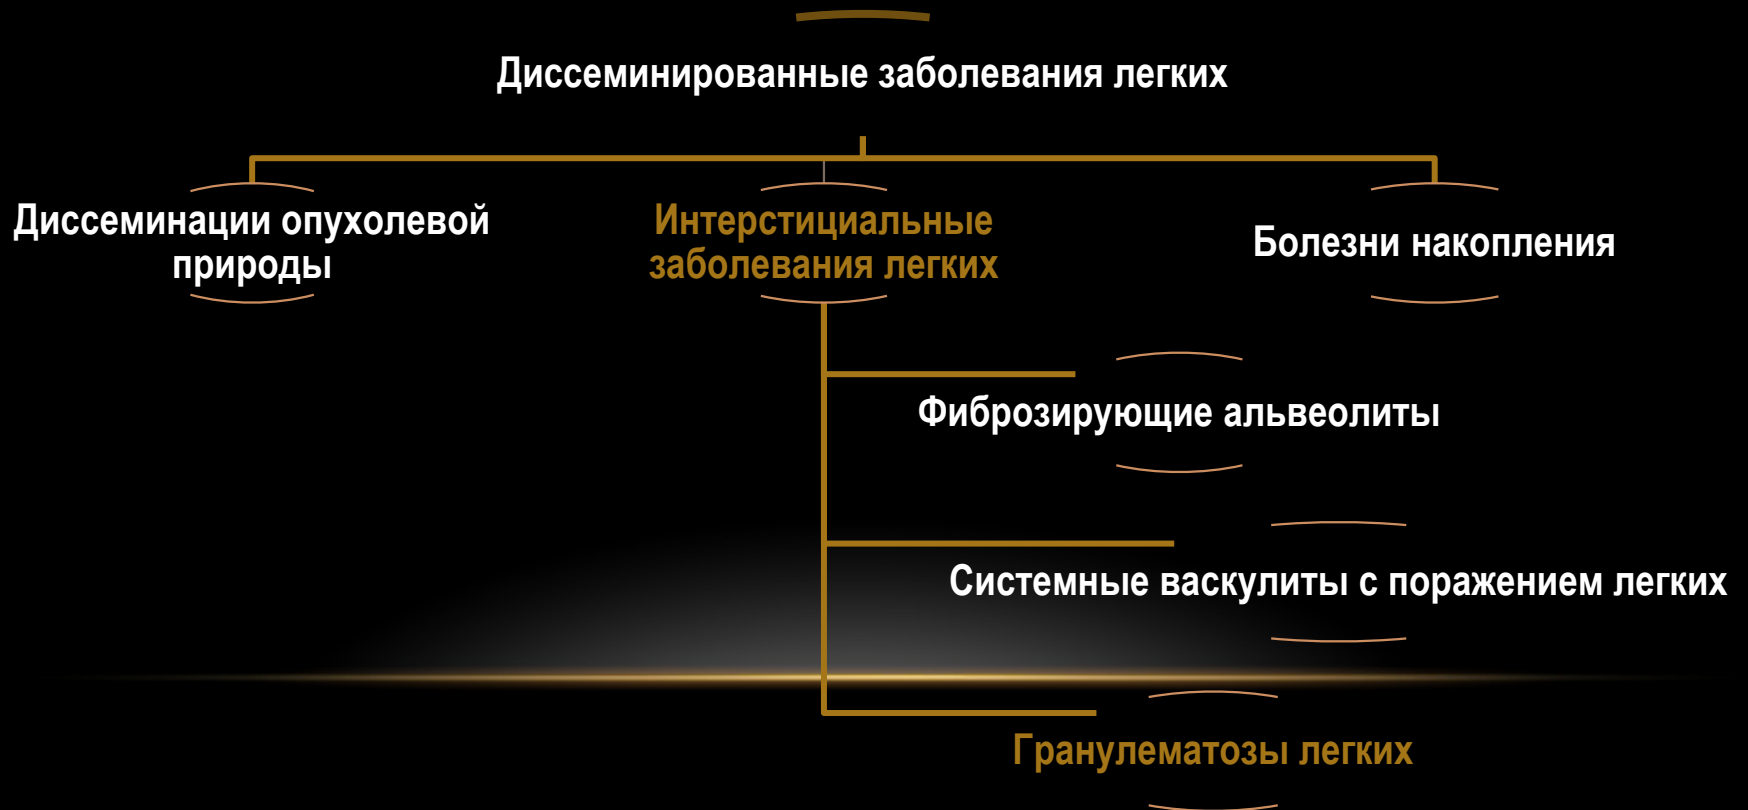 Диссеминированные заболевания легких
Диссеминации опухолевой
природы
Интерстициальные
заболевания легких
Болезни накопления
Фиброзирующие альвеолиты
Системные васкулиты с поражением легких
Гранулематозы легких